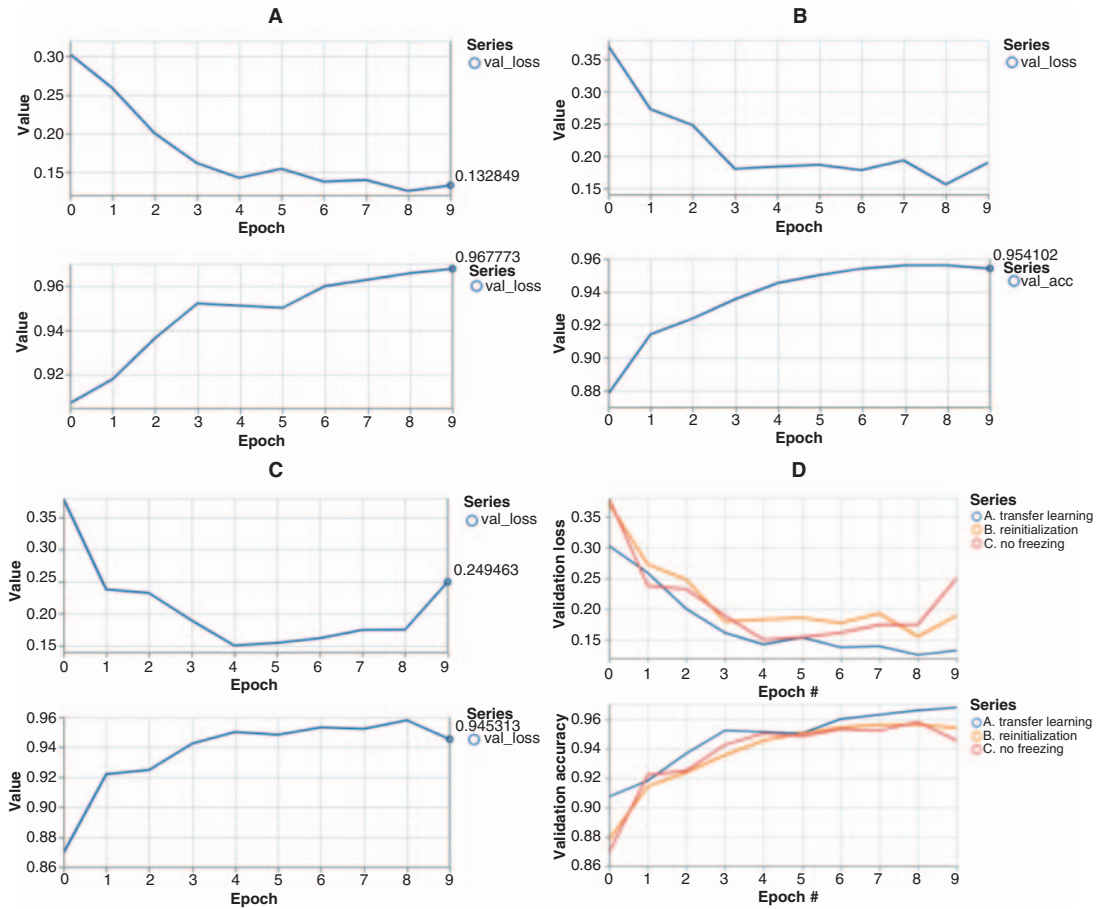 A
Series
val_loss
Value
0.30
0.25
0.20
0.15
0.132849
0 1 2 3 4 5 6 7 8 9
Epoch
0.967773
Series
val_loss
Value
0.96
0.94
0.92
0 1 2 3 4 5 6 7 8 9
Epoch
B
Series
val_loss
Value
0.35
0.30
0.25
0.20
0.15
0 1 2 3 4 5 6 7 8 9
Epoch
0.954102
Series
val_acc
Value
0.96
0.94
0.92
0.90
0.88
0 1 2 3 4 5 6 7 8 9
Epoch
C
Series
val_loss
Value
0.35
0.30
0.25
0.20
0.15
0.249463
0 1 2 3 4 5 6 7 8 9
Epoch
Series
0.945313
val_loss
Value
0.96
0.94
0.92
0.90
0.88
0.86
0 1 2 3 4 5 6 7 8 9
Epoch
D
Series
A. transfer learning
B. reinitialization
C. no freezing
Validation loss
0.35
0.30
0.25
0.20
0.15
0 1 2 3 4 5 6 7 8 9
Epoch #
Series
A. transfer learning
B. reinitialization
C. no freezing
Validation accuracy
0.96
0.94
0.92
0.90
0.88
0.86
0 1 2 3 4 5 6 7 8 9
Epoch #